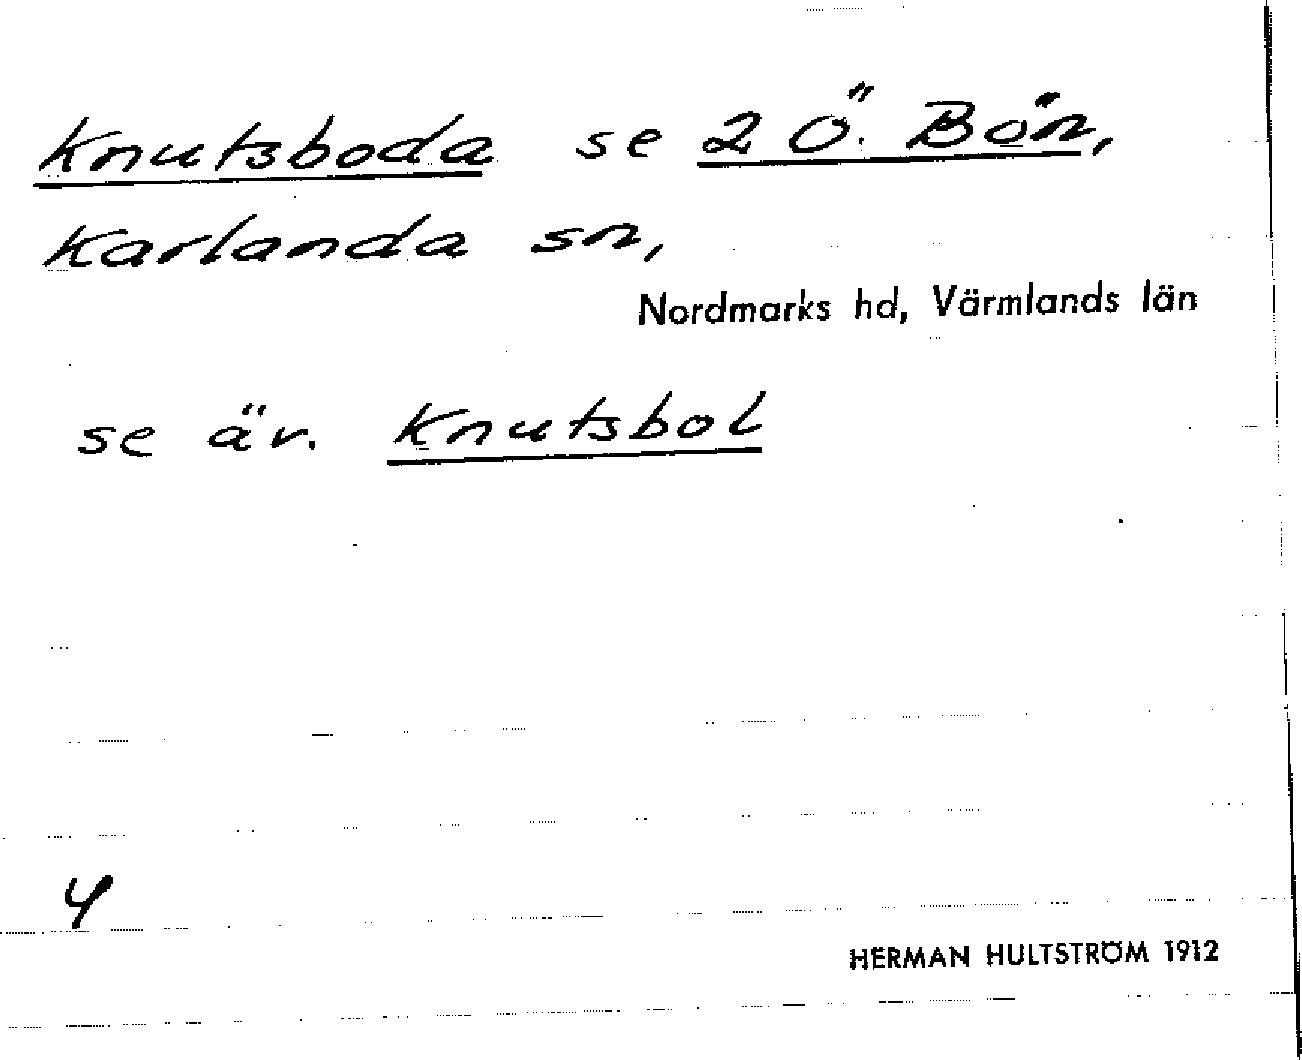 Knutsboda se 2 Ö. Bön,
Karlanda sn,
Nordmarks hd, Värmlands län
se äv. Knutsbol
4
HERMAN HULTSTRÖM 1912